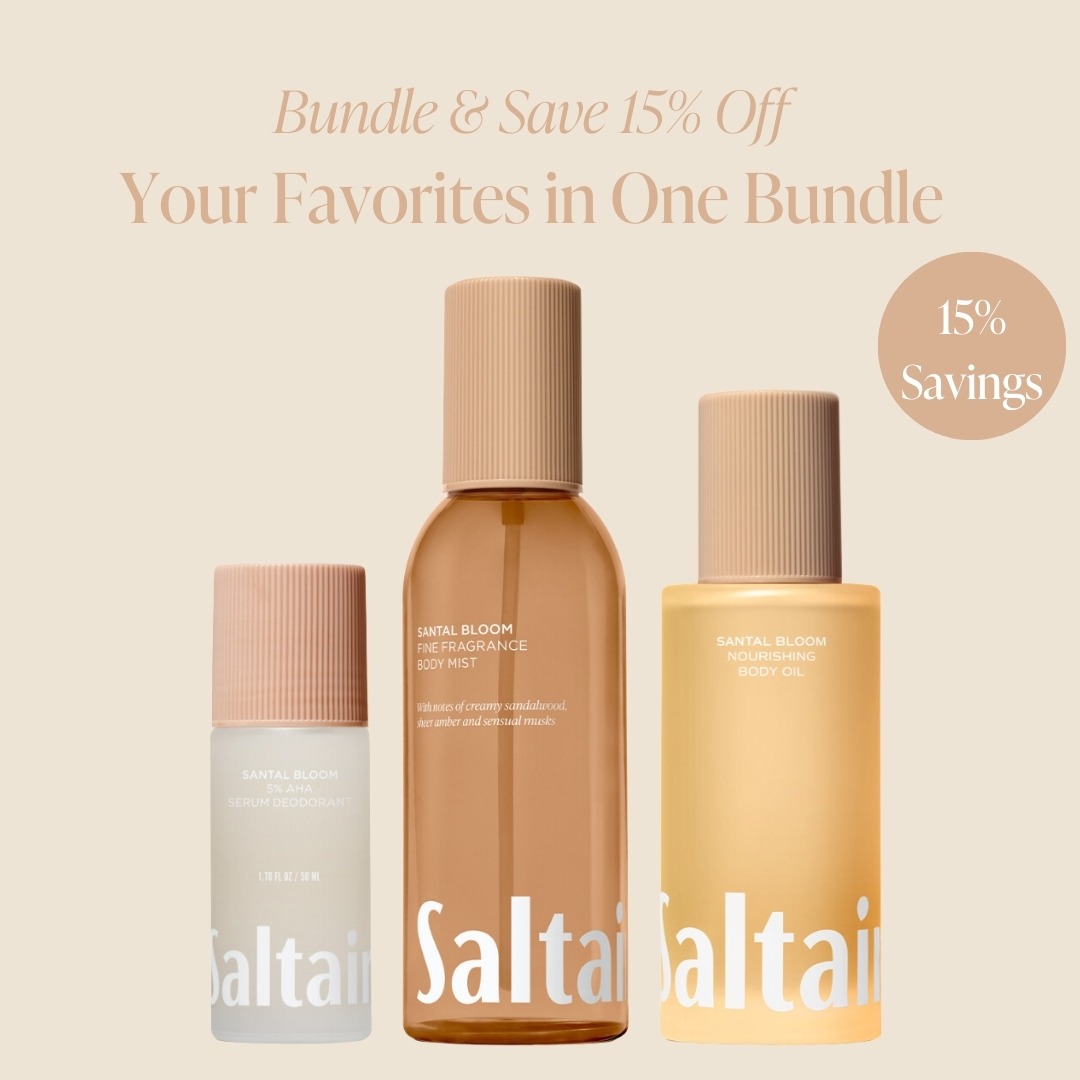 Bundle & Save 15% Off
Your Favorites in One Bundle
15%
Savings
SANTAL BLOOM
5% AHA
SERUM DEODORANT
1.70 FL OZ / 50 ML
Saltair
SANTAL BLOOM
FINE FRAGRANCE
BODY MIST
With notes of creamy sandalwood,
sheer amber and sensual musks
Saltai
SANTAL BLOOM
NOURISHING
BODY OIL
Saltair